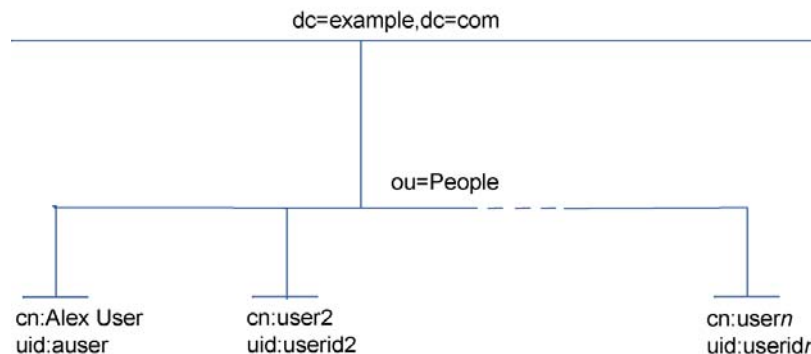 dc=example,dc=com
ou=People
cn:Alex User
uid:auser
cn:user2
uid:userid2
cn:usern
uid:useridn